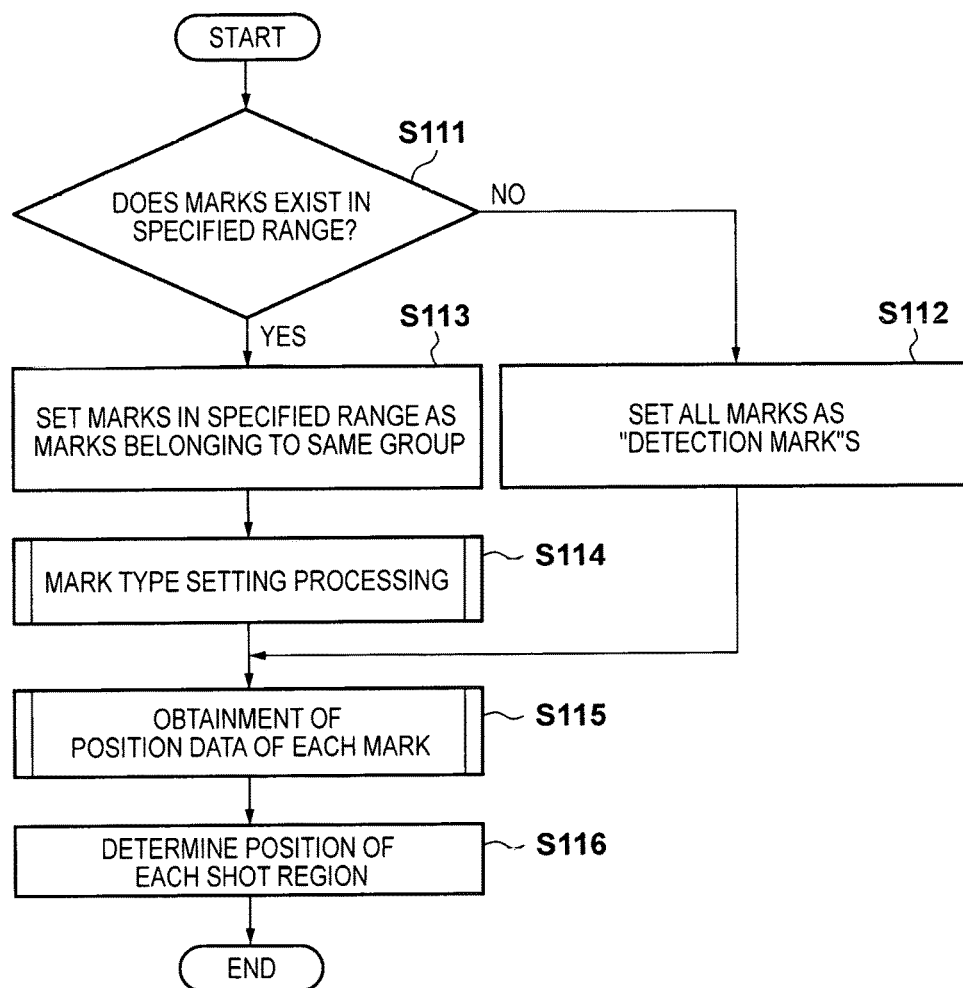 START
S111
DOES MARKS EXIST IN
SPECIFIED RANGE?
NO
YES
S113
S112
SET MARKS IN SPECIFIED RANGE AS
MARKS BELONGING TO SAME GROUP
SET ALL MARKS AS
"DETECTION MARK"S
S114
MARK TYPE SETTING PROCESSING
S115
OBTAINMENT OF
POSITION DATA OF EACH MARK
S116
DETERMINE POSITION OF
EACH SHOT REGION
END